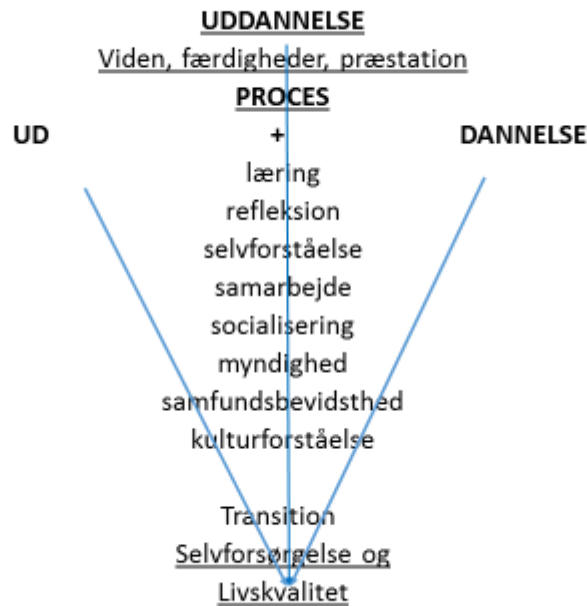 UDDANNELSE
Viden, færdigheder, præstation
PROCES
UD + DANNELSE
læring
refleksion
selvforståelse
samarbejde
socialisering
myndighed
samfundsbevidsthed
kulturforståelse
Transition
Selvforsørgelse og
Livskvalitet